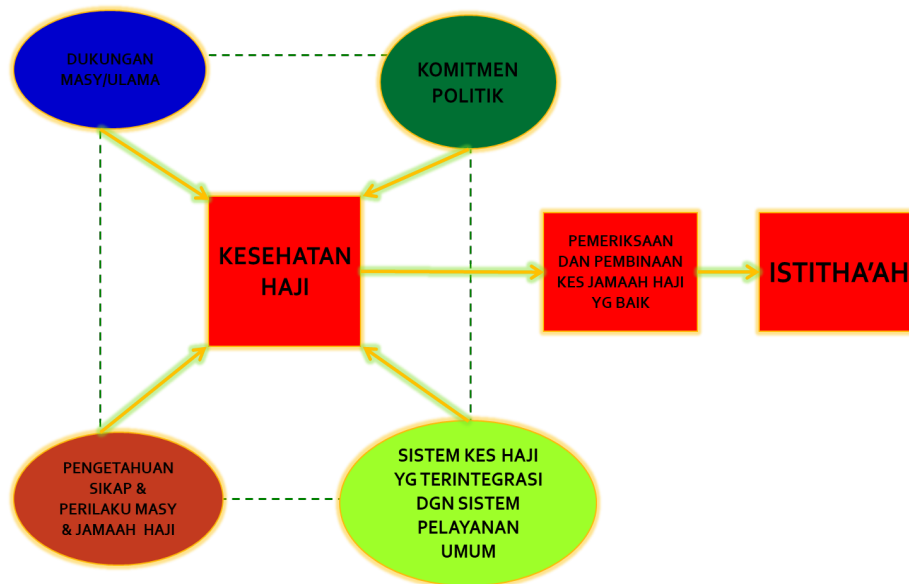 DUKUNGAN
MASY/ULAMA
KOMITMEN
POLITIK
KESEHATAN
HAJI
PEMERIKSAAN
DAN PEMBINAAN
KES JAMAAH HAJI
YG BAIK
ISTITHA’AH
PENGETAHUAN
SIKAP &
PERILAKU MASY
& JAMAAH HAJI
SISTEM KES HAJI
YG TERINTEGRASI
DGN SISTEM
PELAYANAN
UMUM